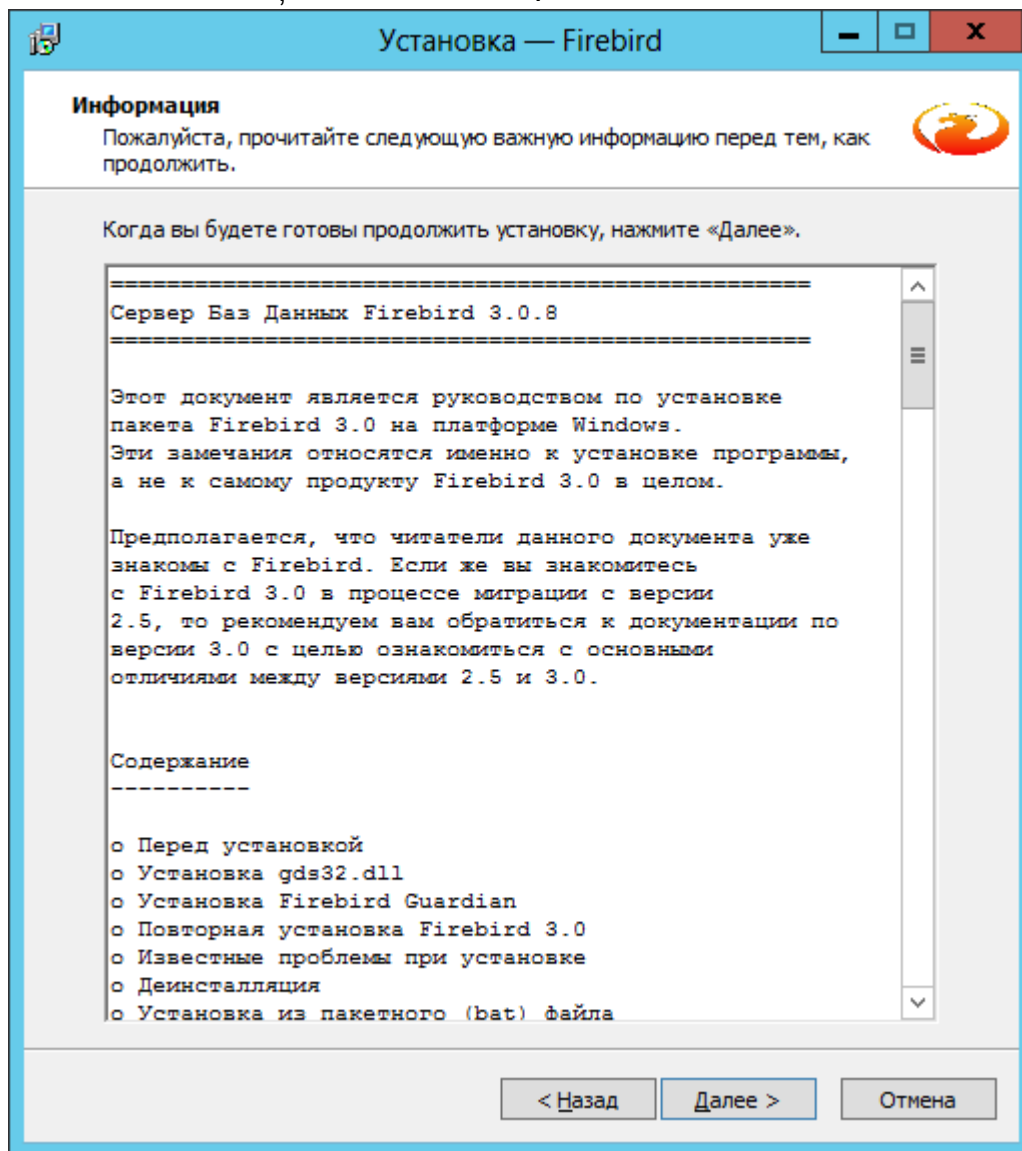 Установка — Firebird
Информация
Пожалуйста, прочитайте следующую важную информацию перед тем, как
продолжить.
Когда вы будете готовы продолжить установку, нажмите «Далее».
==================================================
Сервер Баз Данных Firebird 3.0.8
==================================================
Этот документ является руководством по установке
пакета Firebird 3.0 на платформе Windows.
Эти замечания относятся именно к установке программы,
а не к самому продукту Firebird 3.0 в целом.
Предполагается, что читатели данного документа уже
знакомы с Firebird. Если же вы знакомитесь
с Firebird 3.0 в процессе миграции с версии
2.5, то рекомендуем вам обратиться к документации по
версии 3.0 с целью ознакомиться с основными
отличиями между версиями 2.5 и 3.0.
Содержание
----------
o Перед установкой
o Установка gds32.dll
o Установка Firebird Guardian
o Повторная установка Firebird 3.0
o Известные проблемы при установке
o Деинсталляция
o Установка из пакетного (bat) файла
< Назад
Далее >
Отмена